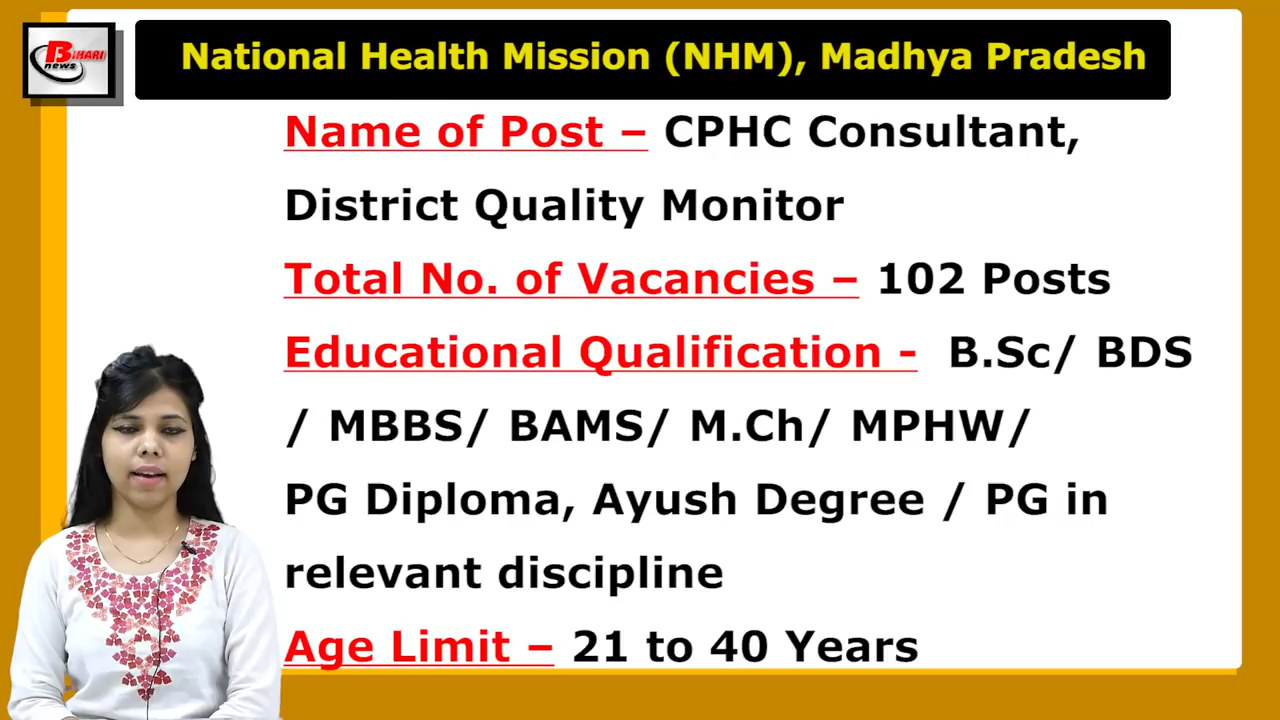 BIHARI
news
National Health Mission (NHM), Madhya Pradesh
Name of Post – CPHC Consultant,
District Quality Monitor
Total No. of Vacancies – 102 Posts
Educational Qualification - B.Sc/ BDS
/ MBBS/ BAMS/ M.Ch/ MPHW/
PG Diploma, Ayush Degree / PG in
relevant discipline
Age Limit – 21 to 40 Years